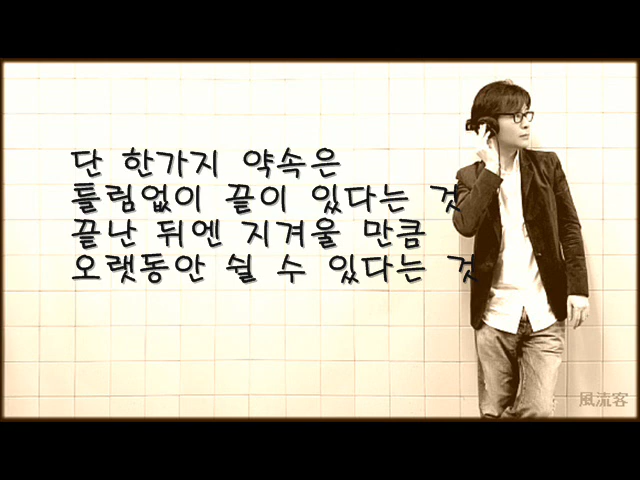 단 한가지 약속은
틀림없이 끝이 있다는 것
끝난 뒤엔 지겨울 만큼
오랫동안 쉴 수 있다는 것
風流客